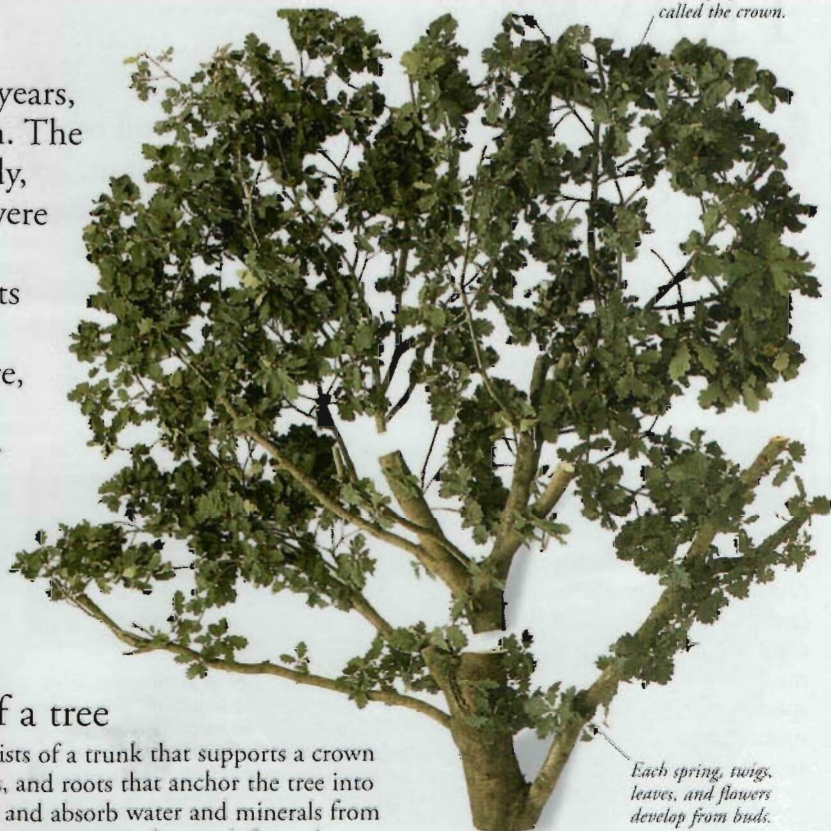 called the crown.
years,
n. The
ly,
were
ts
re,
f a tree
ists of a trunk that supports a crown
s, and roots that anchor the tree into
and absorb water and minerals from
Each spring, twigs,
leaves, and flowers
develop from buds.